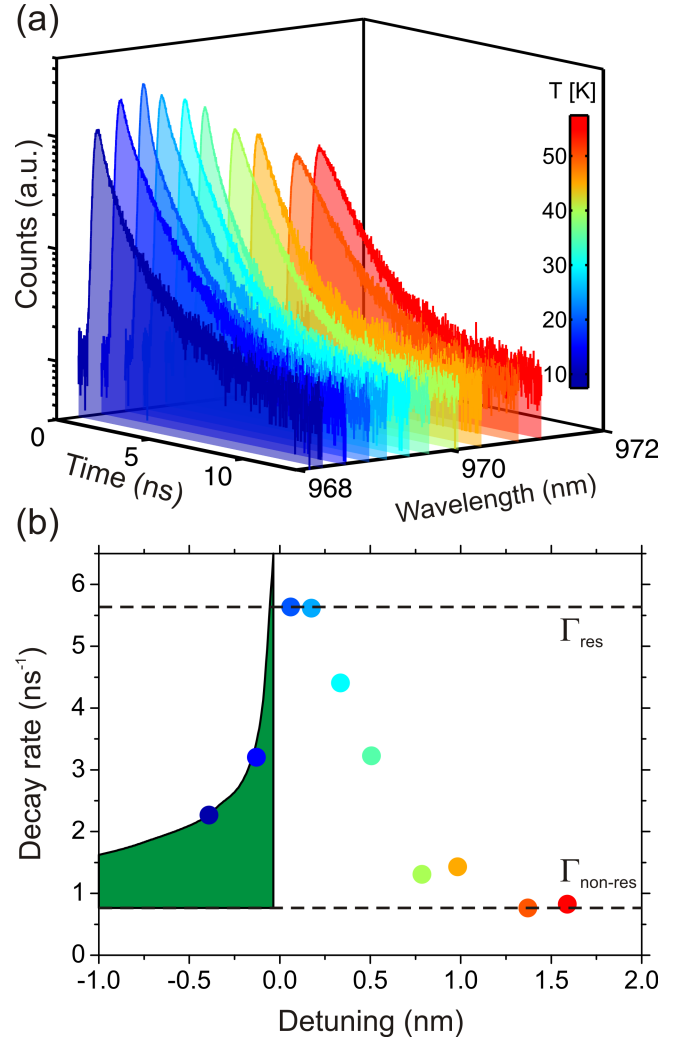 (a)
T [K]
50
40
30
20
10
Counts (a.u.)
0
5
10
Time (ns)
968
970
972
Wavelength (nm)
(b)
6
5
4
3
2
1
0
Decay rate (ns⁻¹)
Γres
Γnon-res
-1.0 -0.5 0.0 0.5 1.0 1.5 2.0
Detuning (nm)